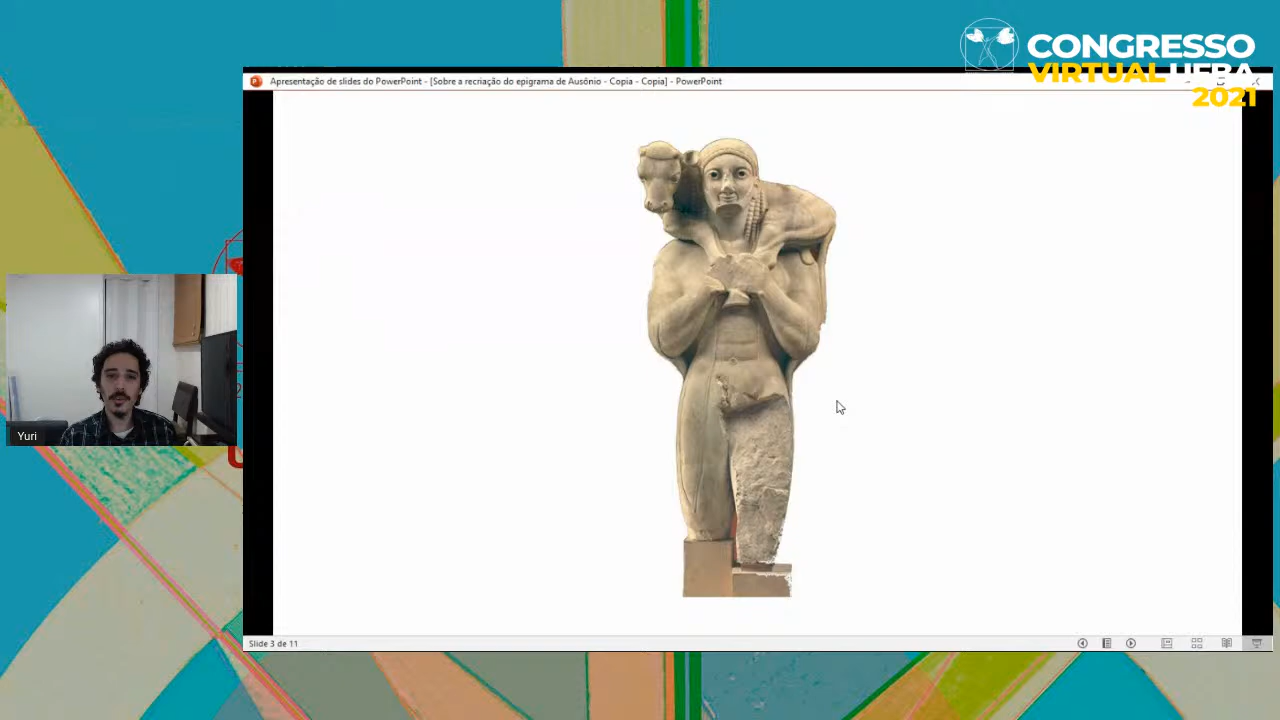 CONGRESSO
VIRTUAL UFBA
2021
Apresentação de slides do PowerPoint - [Sobre a recriação do epigrama de Ausônio - Copia - Copia] - PowerPoint
Yuri
Slide 3 de 11